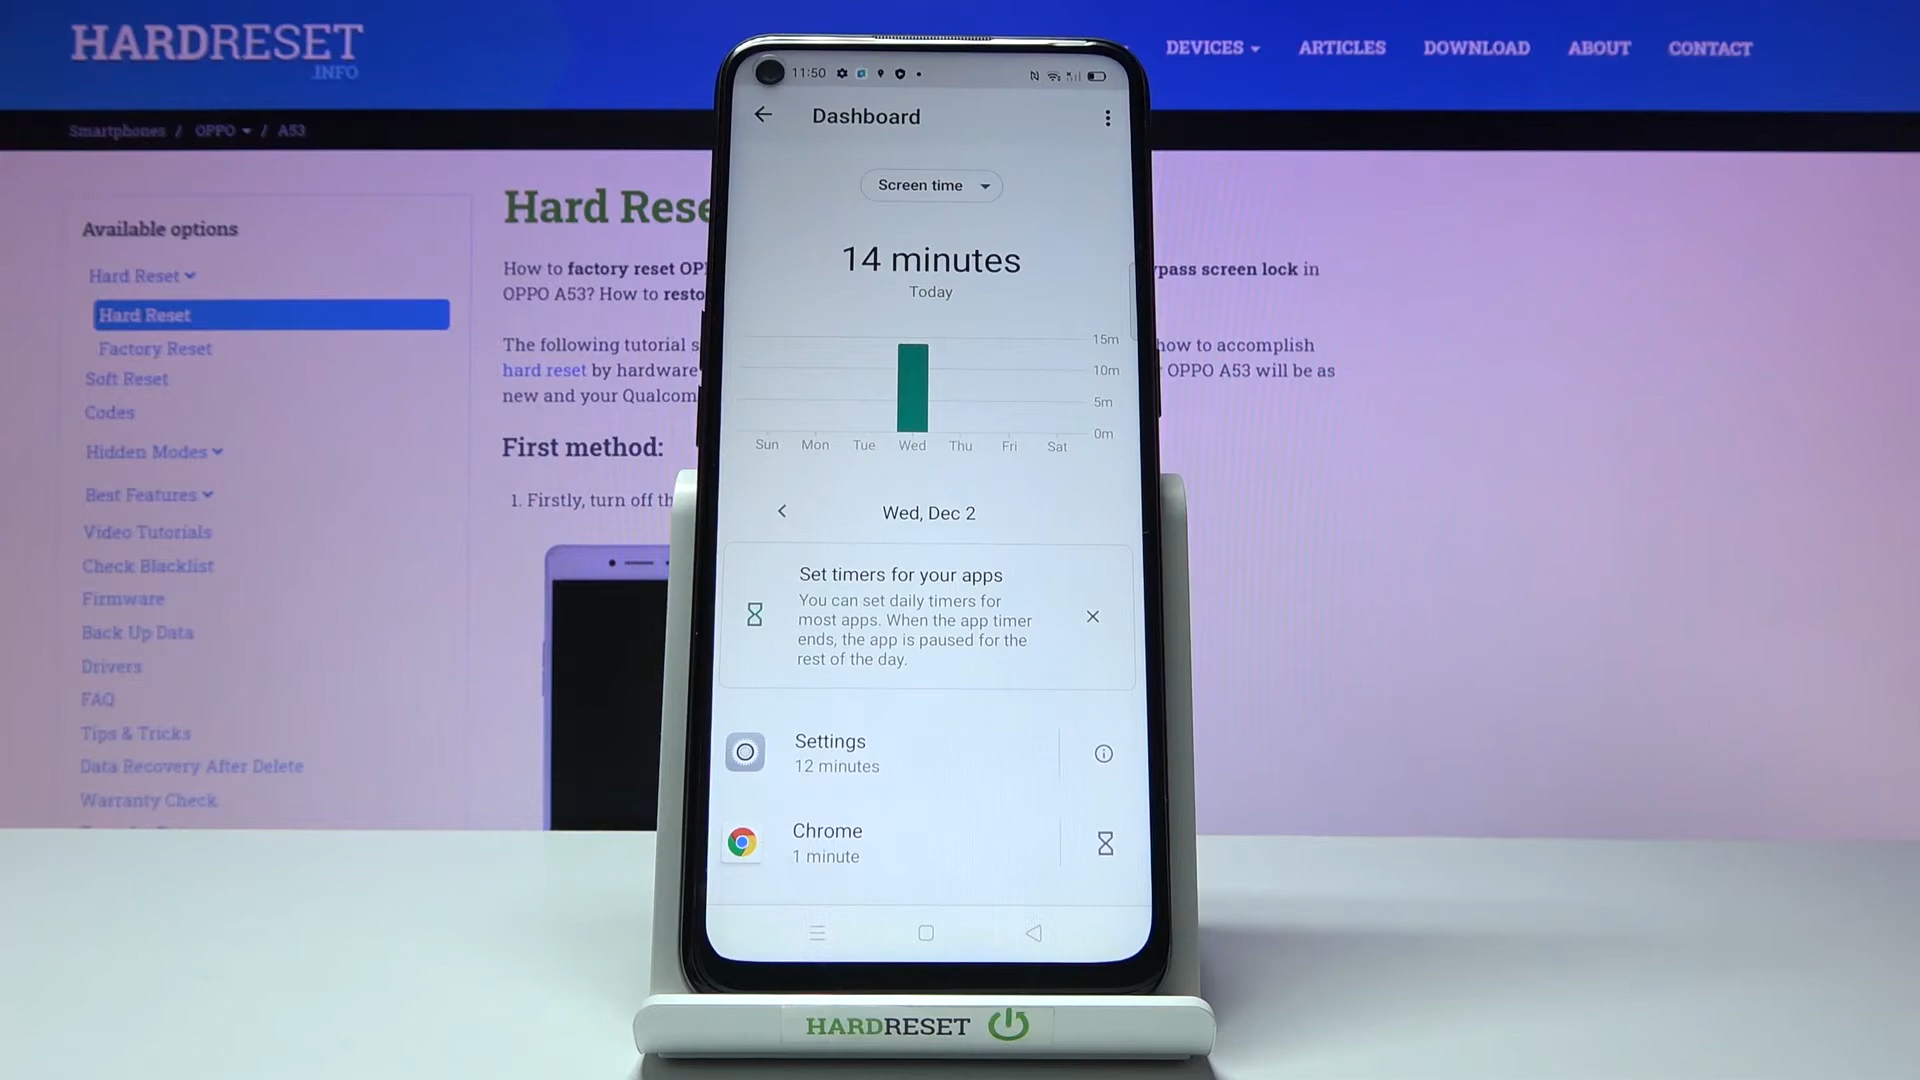 HARDRESET
.INFO
DEVICES
ARTICLES
DOWNLOAD
ABOUT
CONTACT
Smartphones / OPPO / A53
Available options
Hard Reset
Hard Reset
Factory Reset
Soft Reset
Codes
Hidden Modes
Best Features
Video Tutorials
Check Blacklist
Firmware
Back Up Data
Drivers
FAQ
Tips & Tricks
Data Recovery After Delete
Warranty Check
Hard Rese
How to factory reset OP
ypass screen lock in
OPPO A53? How to resto
The following tutorial s
how to accomplish
hard reset by hardware
OPPO A53 will be as
new and your Qualcom
First method:
1. Firstly, turn off th
11:50
Dashboard
Screen time
14 minutes
Today
15m
10m
5m
0m
Sun Mon Tue Wed Thu Fri Sat
Wed, Dec 2
Set timers for your apps
You can set daily timers for
most apps. When the app timer
ends, the app is paused for the
rest of the day.
Settings
12 minutes
Chrome
1 minute
HARDRESET